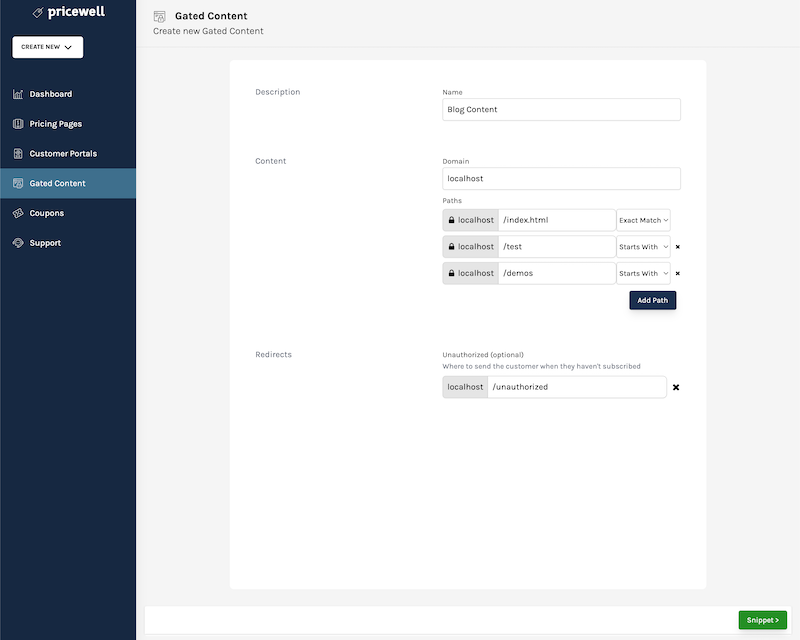 pricewell
CREATE NEW
Dashboard
Pricing Pages
Customer Portals
Gated Content
Coupons
Support
Gated Content
Create new Gated Content
Description
Name
Blog Content
Content
Domain
localhost
Paths
localhost /index.html Exact Match
localhost /test Starts With ×
localhost /demos Starts With ×
Add Path
Redirects
Unauthorized (optional)
Where to send the customer when they haven't subscribed
localhost /unauthorized ×
Snippet >